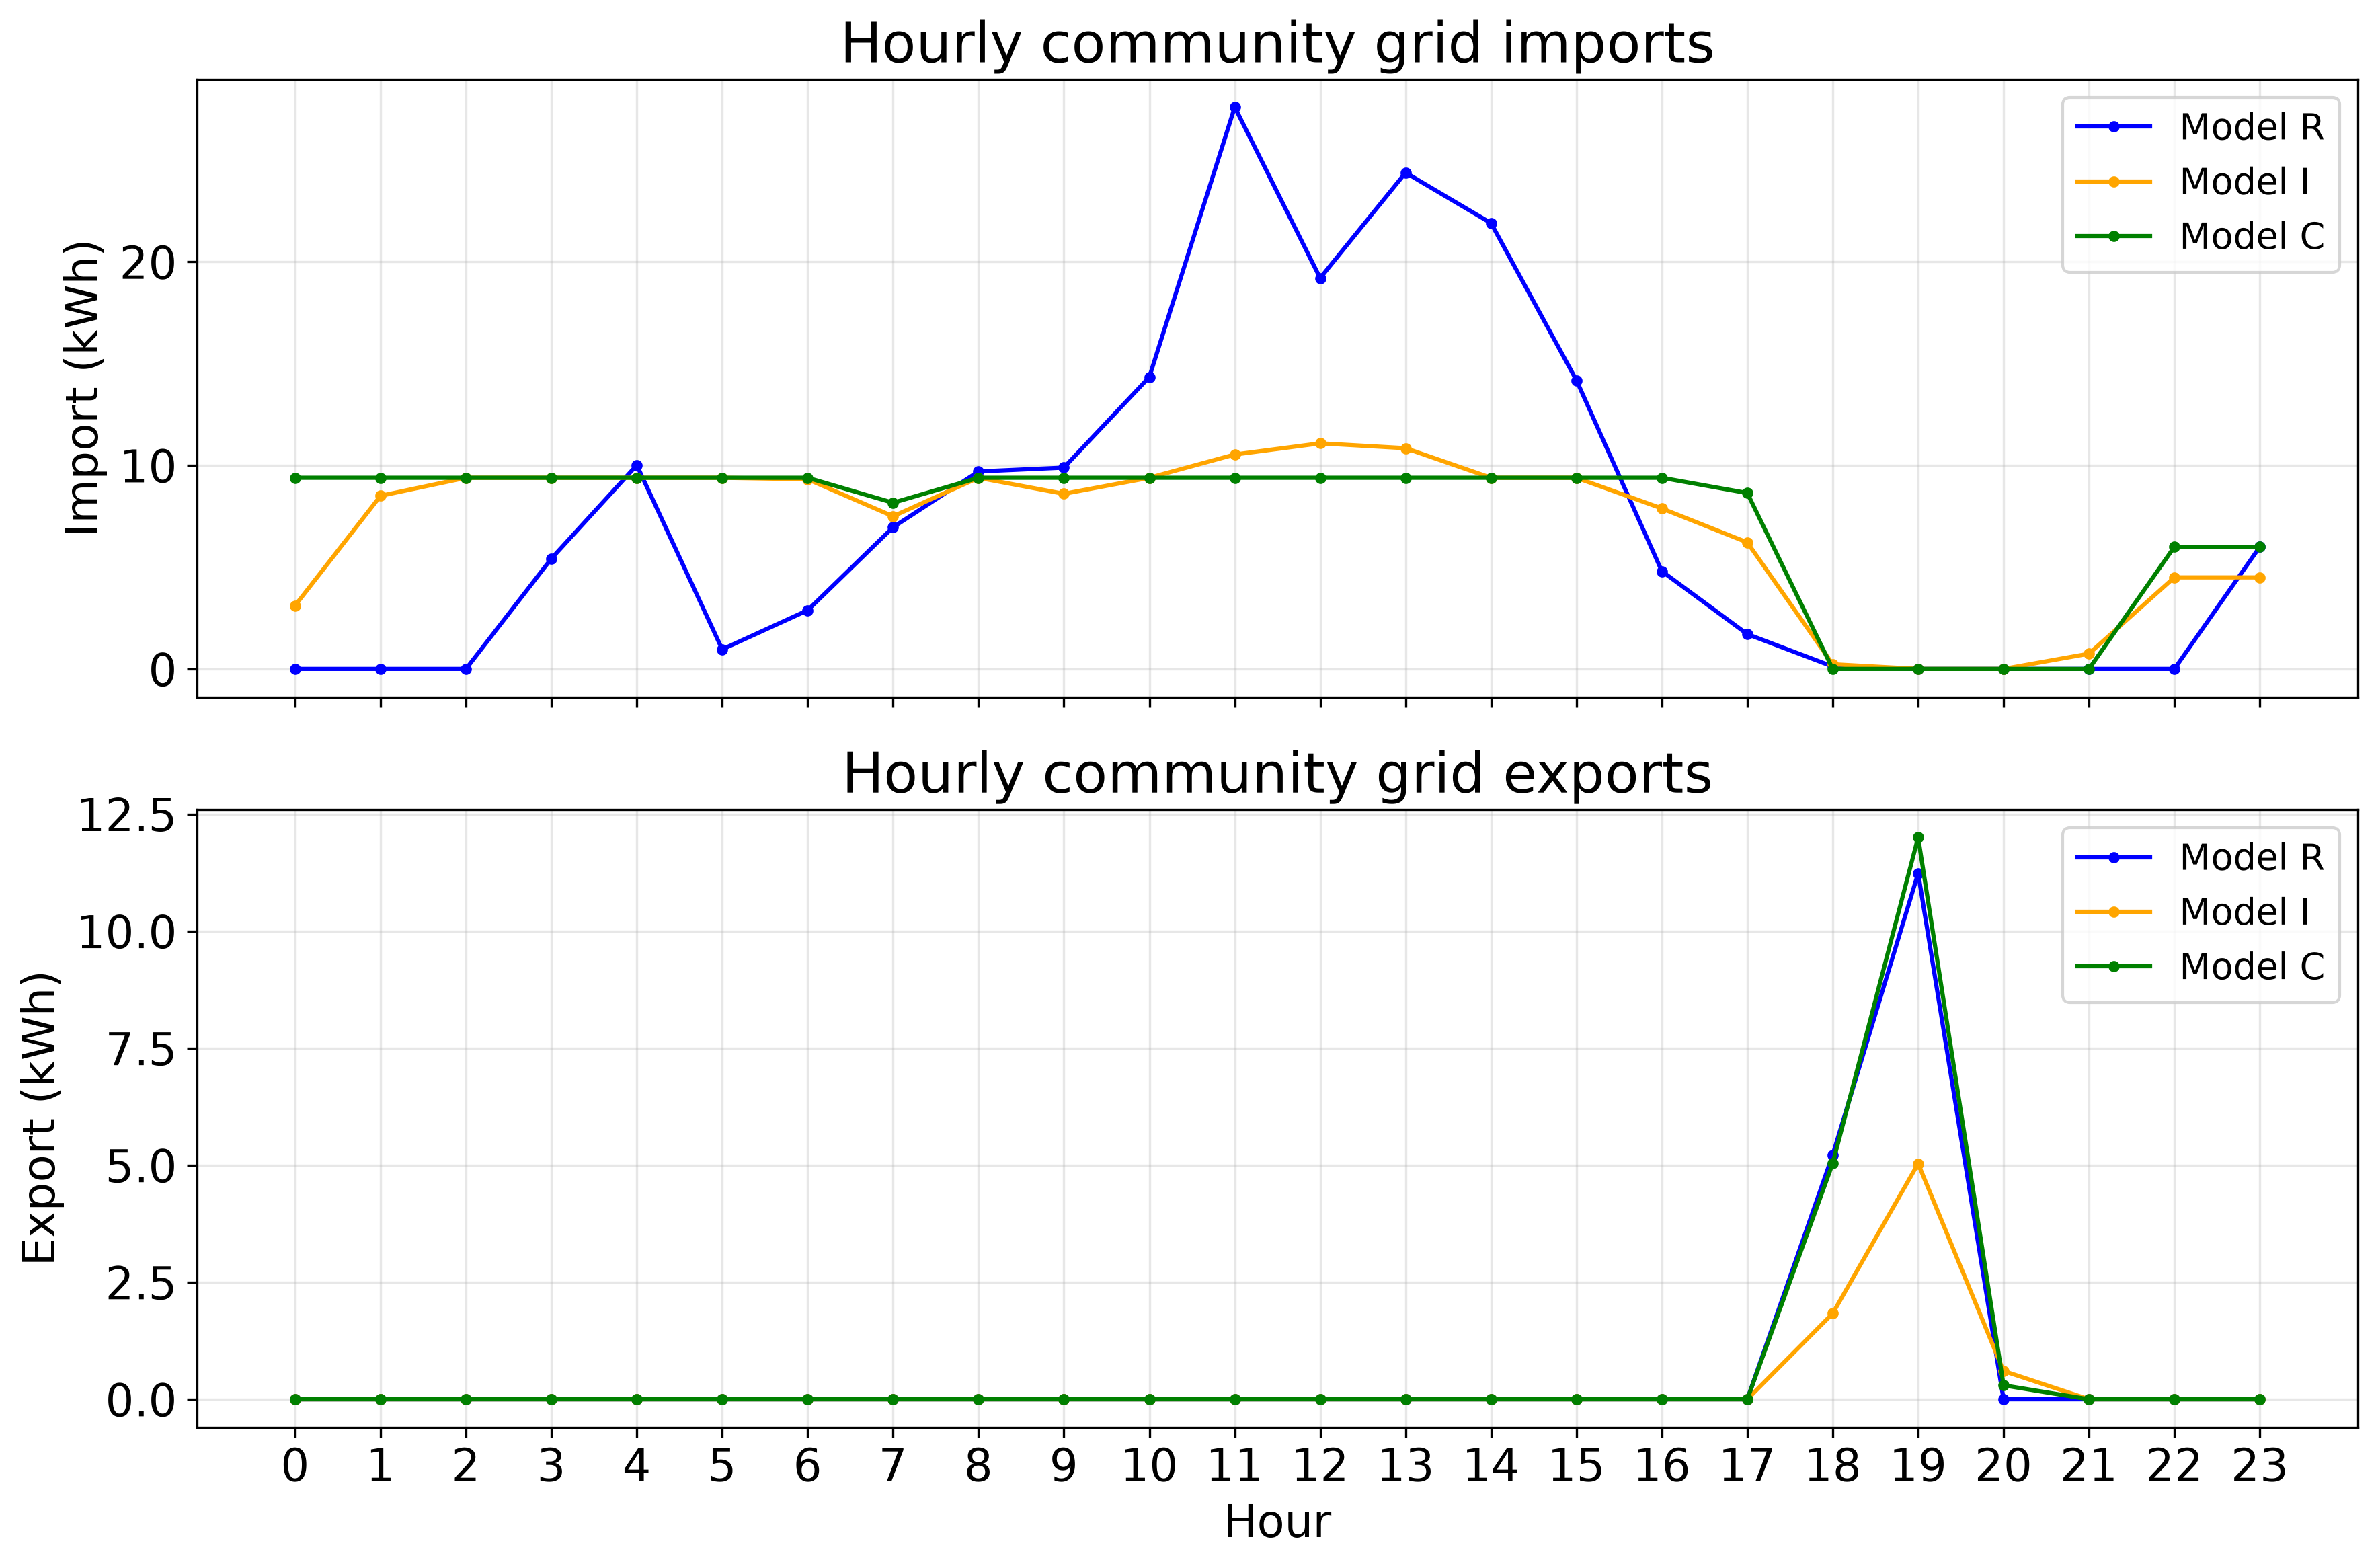 Hourly community grid imports
Import (kWh)
20
10
0
Model R
Model I
Model C
Hourly community grid exports
Export (kWh)
12.5
10.0
7.5
5.0
2.5
0.0
Model R
Model I
Model C
0 1 2 3 4 5 6 7 8 9 10 11 12 13 14 15 16 17 18 19 20 21 22 23
Hour